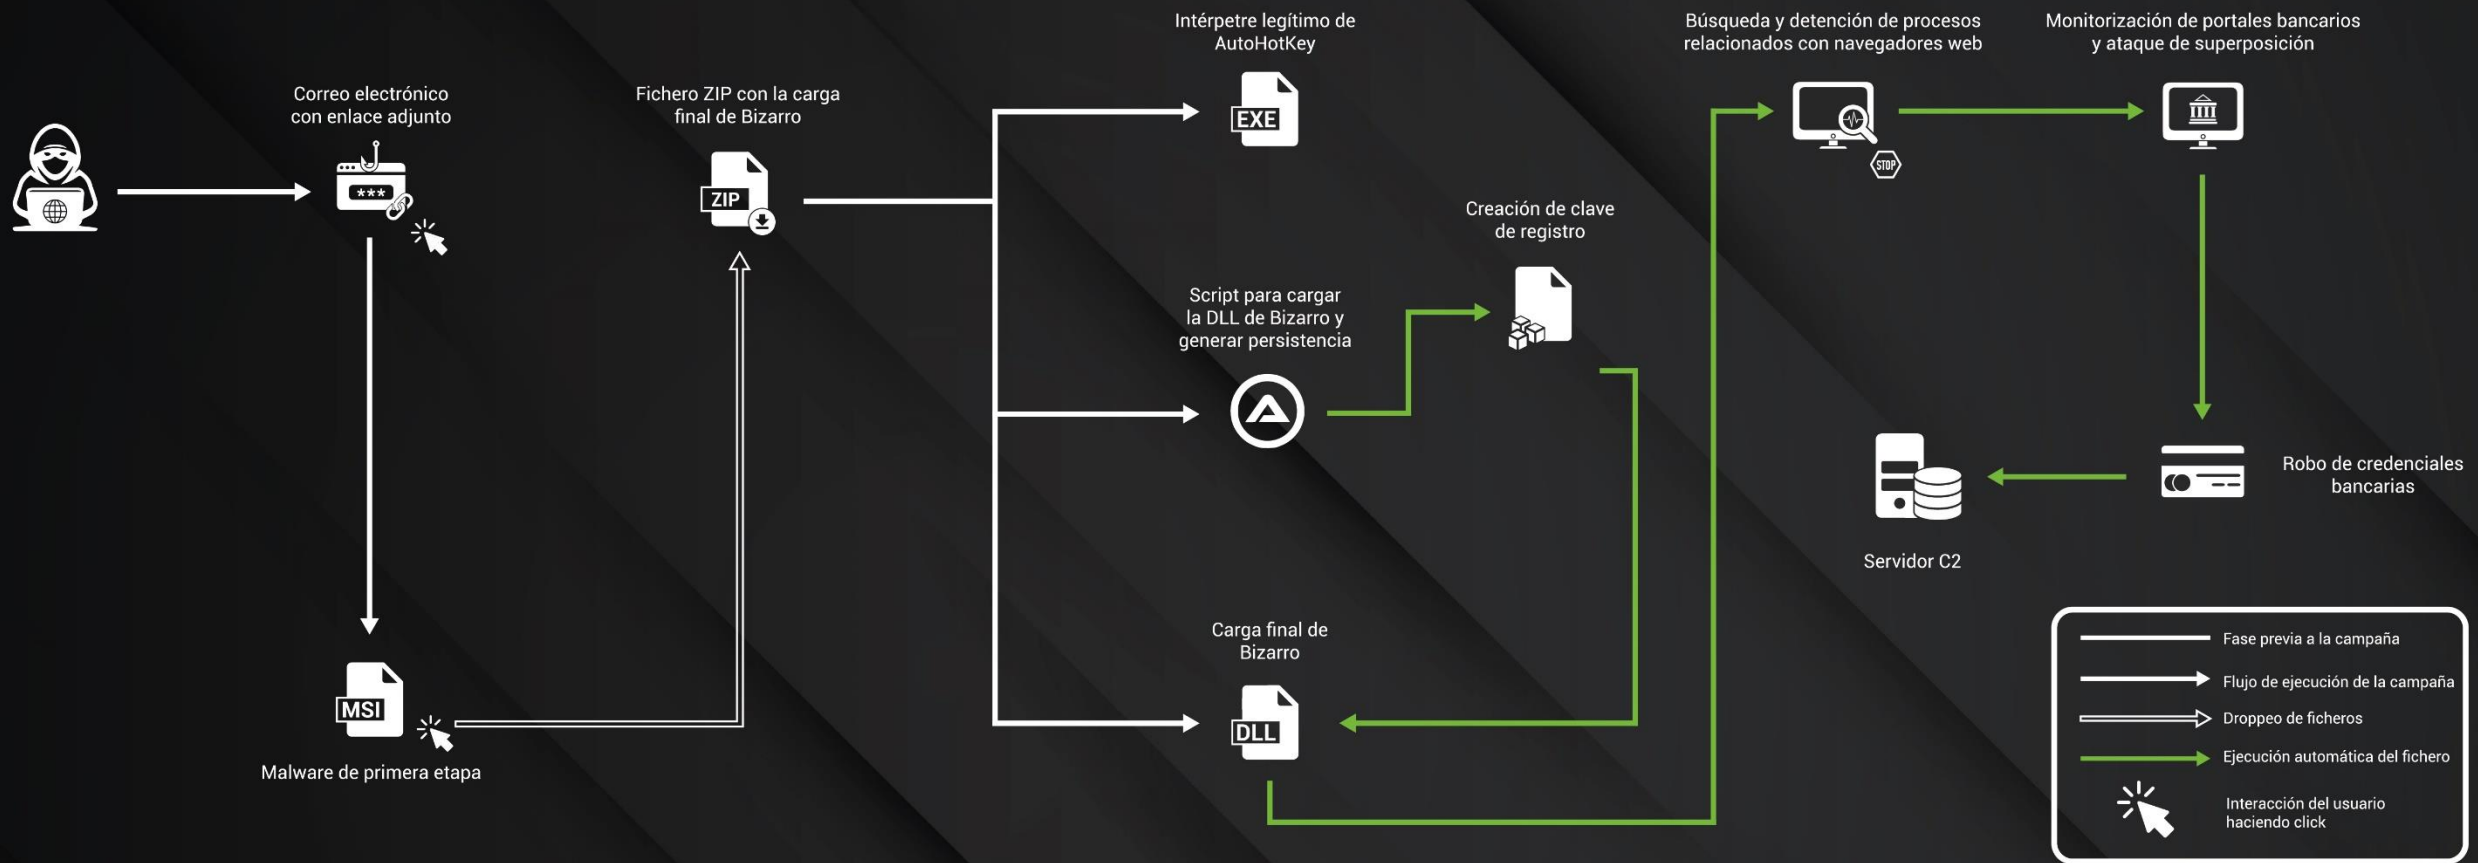 Correo electrónico
con enlace adjunto
***
Malware de primera etapa
MSI
Fichero ZIP con la carga
final de Bizarro
ZIP
Intérpetre legítimo de
AutoHotKey
EXE
Script para cargar
la DLL de Bizarro y
generar persistencia
Creación de clave
de registro
Carga final de
Bizarro
DLL
Búsqueda y detención de procesos
relacionados con navegadores web
STOP
Monitorización de portales bancarios
y ataque de superposición
Robo de credenciales
bancarias
Servidor C2
Fase previa a la campaña
Flujo de ejecución de la campaña
Droppeo de ficheros
Ejecución automática del fichero
Interacción del usuario
haciendo click